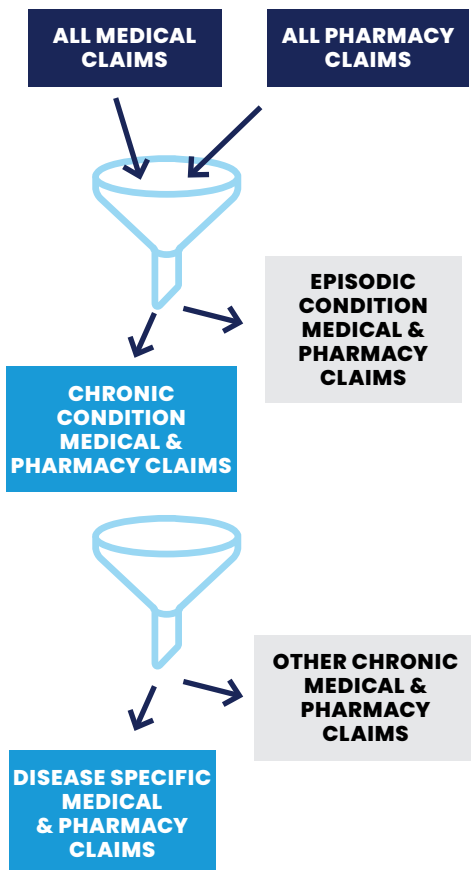 ALL MEDICAL
CLAIMS
ALL PHARMACY
CLAIMS
EPISODIC
CONDITION
MEDICAL &
PHARMACY
CLAIMS
CHRONIC
CONDITION
MEDICAL &
PHARMACY CLAIMS
OTHER CHRONIC
MEDICAL &
PHARMACY
CLAIMS
DISEASE SPECIFIC
MEDICAL
& PHARMACY
CLAIMS